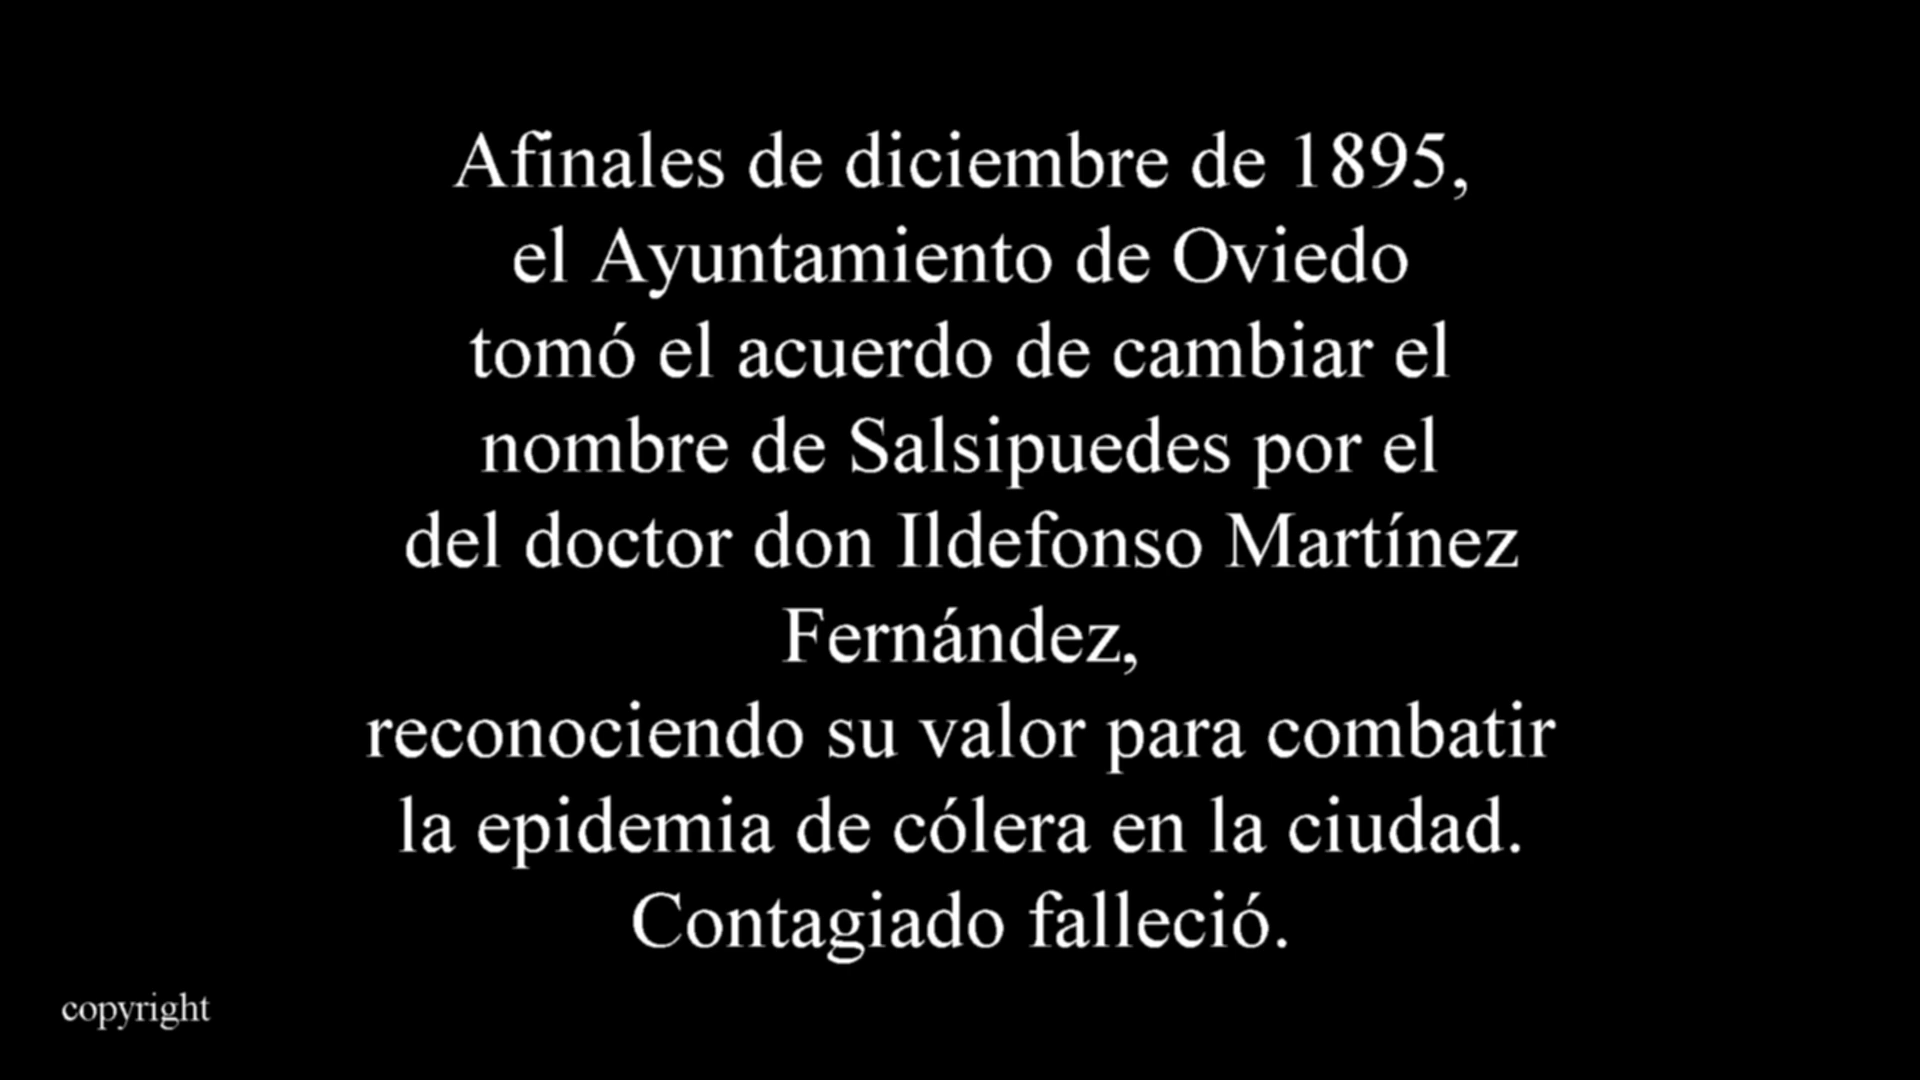 Afinales de diciembre de 1895,
el Ayuntamiento de Oviedo
tomó el acuerdo de cambiar el
nombre de Salsipuedes por el
del doctor don Ildefonso Martínez
Fernández,
reconociendo su valor para combatir
la epidemia de cólera en la ciudad.
Contagiado falleció.
copyright